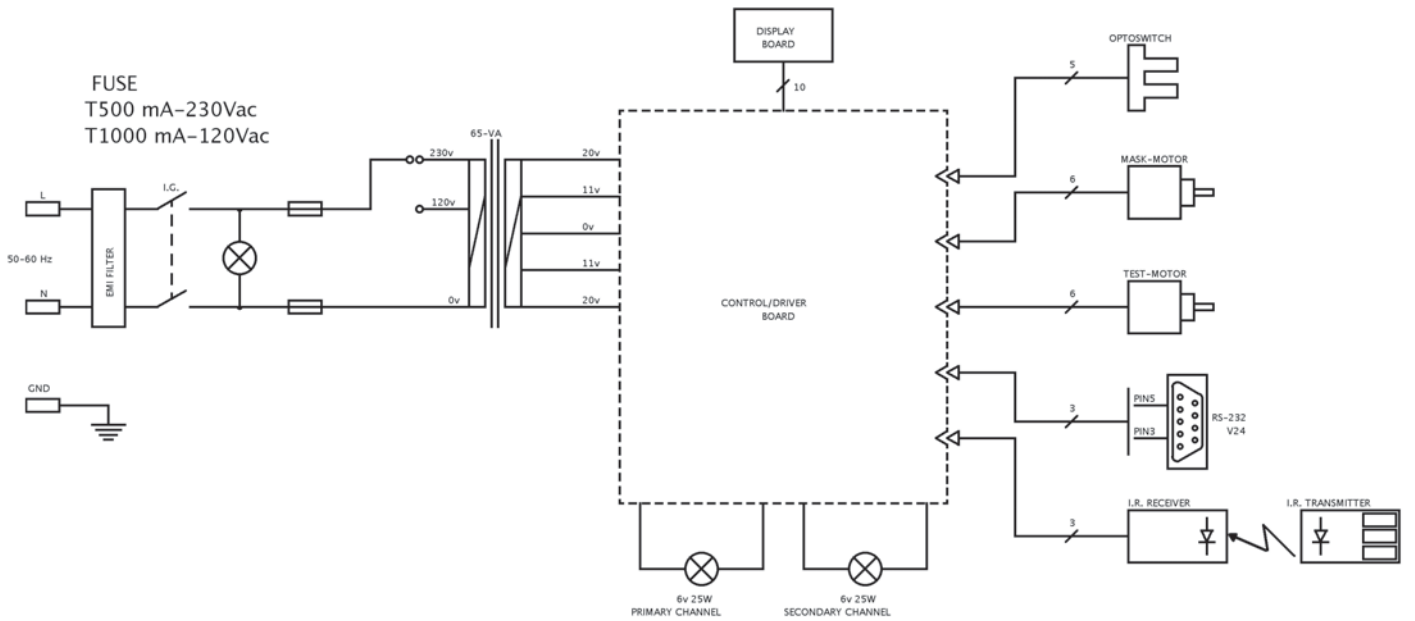 DISPLAY
BOARD
10
FUSE
T500 mA-230Vac
T1000 mA-120Vac
L
50-60 Hz
N
EMI FILTER
I.G.
GND
65-VA
230v
120v
0v
20v
11v
0v
11v
20v
CONTROL/DRIVER
BOARD
OPTOSWITCH
5
MASK-MOTOR
6
TEST-MOTOR
6
3
PIN5
PIN3
RS-232
V24
I.R. RECEIVER
3
I.R. TRANSMITTER
6v 25W
PRIMARY CHANNEL
6v 25W
SECONDARY CHANNEL